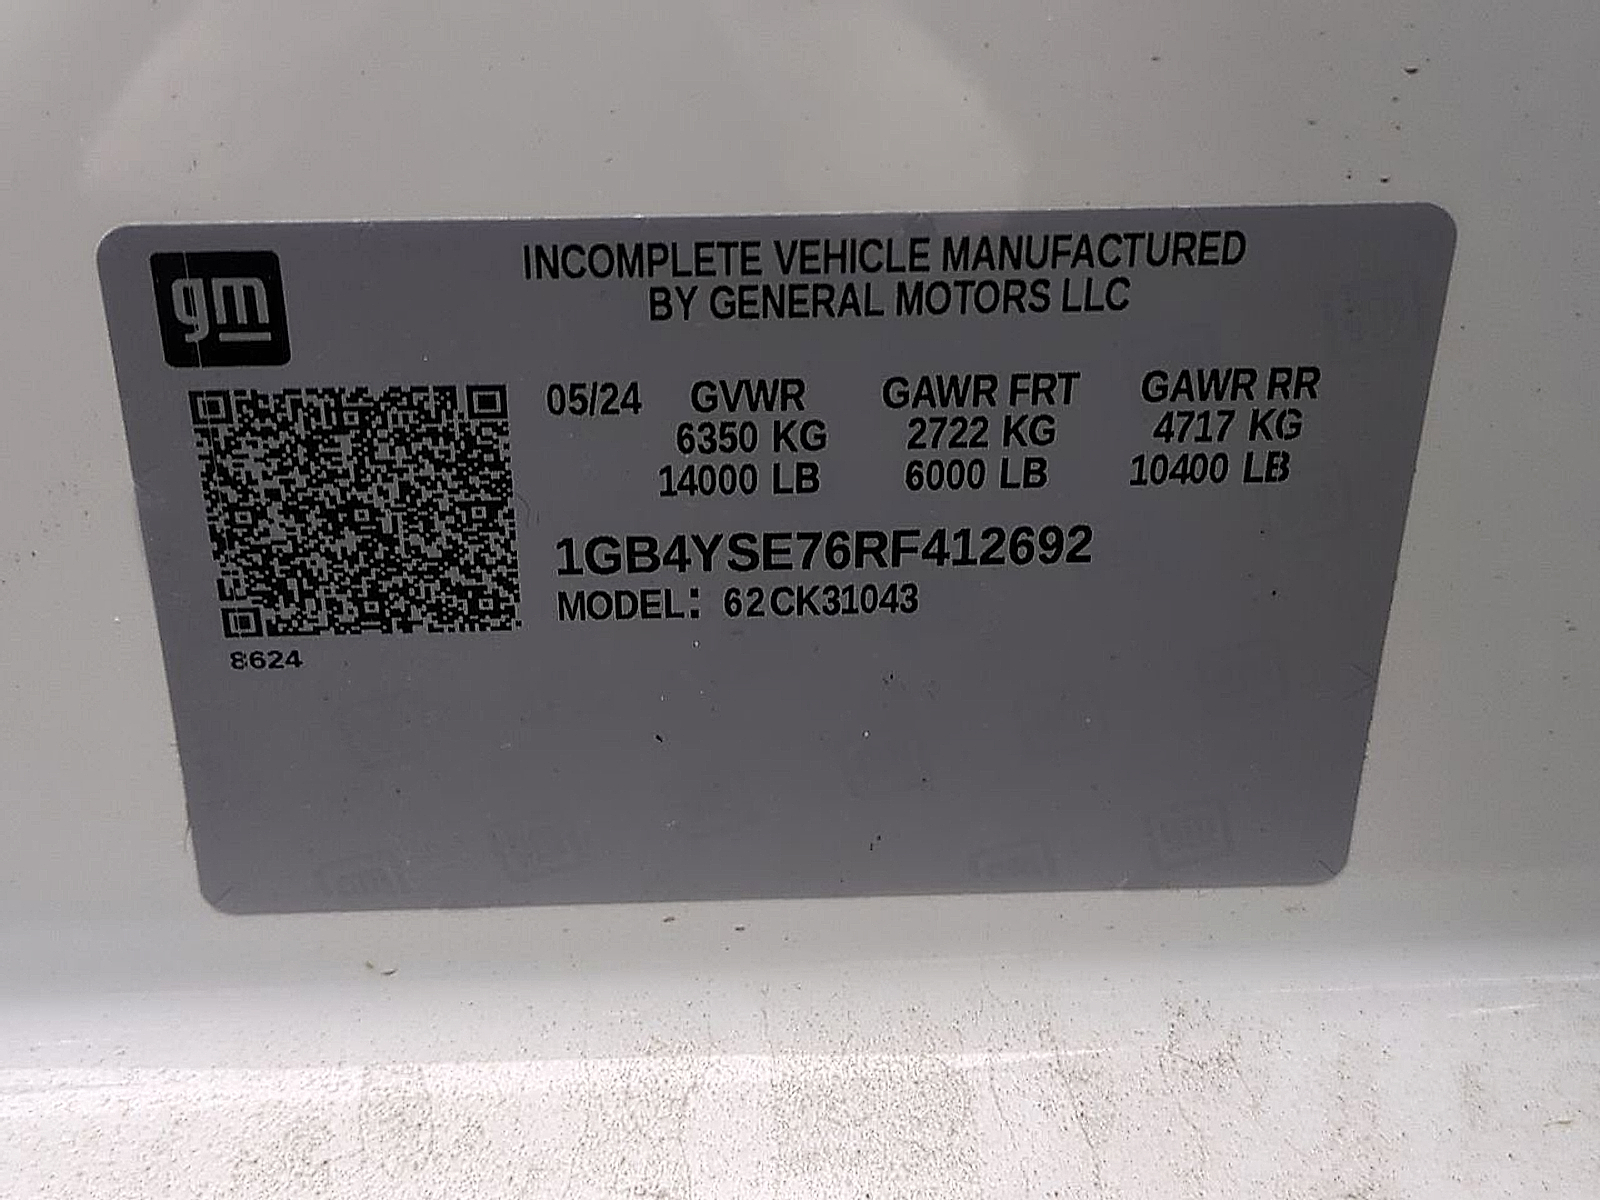 gm
INCOMPLETE VEHICLE MANUFACTURED
BY GENERAL MOTORS LLC
05/24 GVWR GAWR FRT GAWR RR
6350 KG 2722 KG 4717 KG
14000 LB 6000 LB 10400 LB
1GB4YSE76RF412692
MODEL: 62CK31043
8624